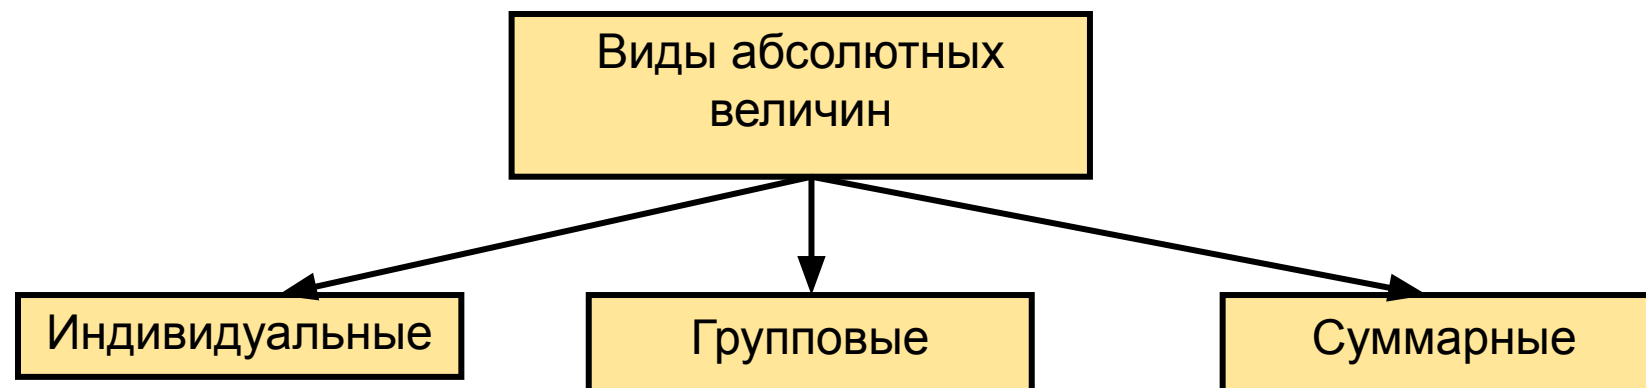 Виды абсолютных
величин
Индивидуальные
Групповые
Суммарные